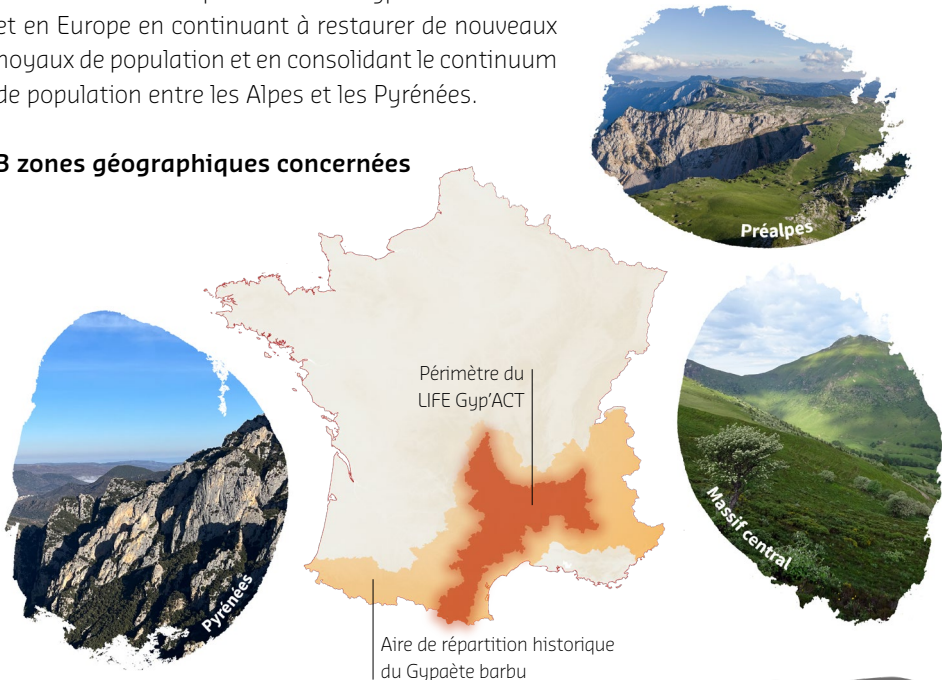 et en Europe en continuant à restaurer de nouveaux
noyaux de population et en consolidant le continuum
de population entre les Alpes et les Pyrénées.
3 zones géographiques concernées
Préalpes
Périmètre du
LIFE Gyp'ACT
Massif central
Pyrénées
Aire de répartition historique
du Gypaète barbu